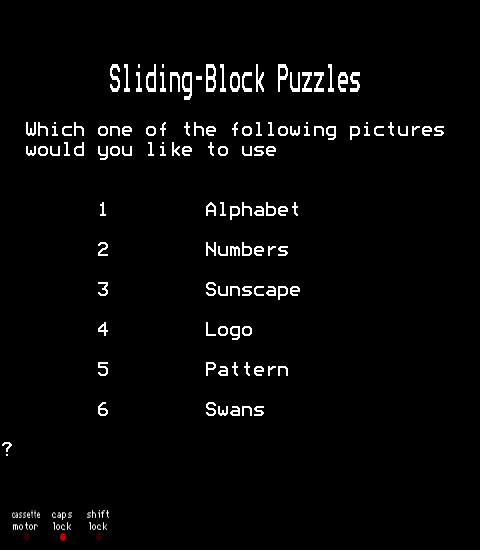 Sliding-Block Puzzles
Which one of the following pictures
would you like to use
1 Alphabet
2 Numbers
3 Sunscape
4 Logo
5 Pattern
6 Swans
?
cassette motor
caps lock
shift lock